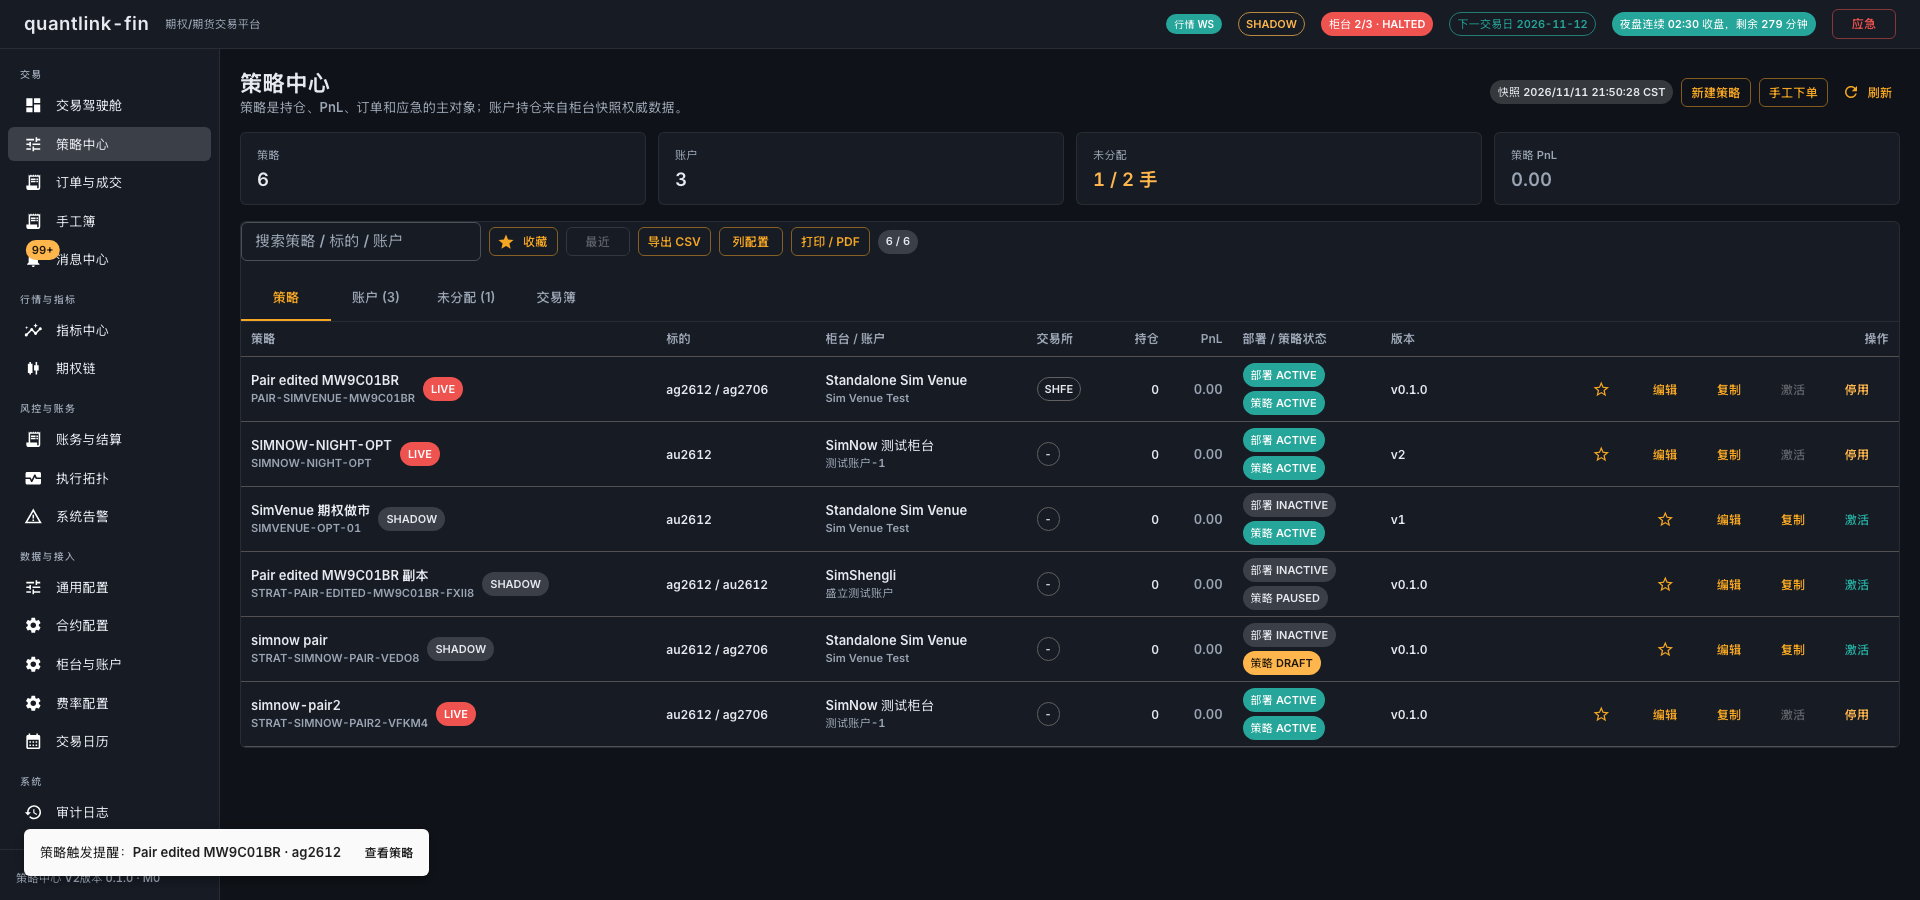 quantlink-fin 期权/期货交易平台 行情 WS SHADOW 柜台 2/3 · HALTED 下一交易日 2026-11-12 夜盘连续 02:30 收盘，剩余 279 分钟 应急
交易
交易驾驶舱
策略中心
订单与成交
手工簿
99+
消息中心
行情与指标
指标中心
期权链
风控与账务
账务与结算
执行拓扑
系统告警
数据与接入
通用配置
合约配置
柜台与账户
费率配置
交易日历
系统
审计日志
策略中心 V2版本 0.1.0 · M0
策略中心
策略是持仓、PnL、订单和应急的主对象；账户持仓来自柜台快照权威数据。
快照 2026/11/11 21:50:28 CST 新建策略 手工下单 刷新
策略
6
账户
3
未分配
1 / 2 手
策略 PnL
0.00
搜索策略 / 标的 / 账户 收藏 最近 导出 CSV 列配置 打印 / PDF 6 / 6
策略 账户 (3) 未分配 (1) 交易簿
策略 标的 柜台 / 账户 交易所 持仓 PnL 部署 / 策略状态 版本 操作
Pair edited MW9C01BR
PAIR-SIMVENUE-MW9C01BR
LIVE ag2612 / ag2706
Standalone Sim Venue
Sim Venue Test
SHFE 0 0.00
部署 ACTIVE
策略 ACTIVE
v0.1.0 编辑 复制 激活 停用
SIMNOW-NIGHT-OPT
SIMNOW-NIGHT-OPT
LIVE au2612
SimNow 测试柜台
测试账户-1
- 0 0.00
部署 ACTIVE
策略 ACTIVE
v2 编辑 复制 激活 停用
SimVenue 期权做市
SIMVENUE-OPT-01
SHADOW au2612
Standalone Sim Venue
Sim Venue Test
- 0 0.00
部署 INACTIVE
策略 ACTIVE
v1 编辑 复制 激活
Pair edited MW9C01BR 副本
STRAT-PAIR-EDITED-MW9C01BR-FXII8
SHADOW ag2612 / au2612
SimShengli
盛立测试账户
- 0 0.00
部署 INACTIVE
策略 PAUSED
v0.1.0 编辑 复制 激活
simnow pair
STRAT-SIMNOW-PAIR-VEDO8
SHADOW au2612 / ag2706
Standalone Sim Venue
Sim Venue Test
- 0 0.00
部署 INACTIVE
策略 DRAFT
v0.1.0 编辑 复制 激活
simnow-pair2
STRAT-SIMNOW-PAIR2-VFKM4
LIVE au2612 / ag2706
SimNow 测试柜台
测试账户-1
- 0 0.00
部署 ACTIVE
策略 ACTIVE
v0.1.0 编辑 复制 激活 停用
策略触发提醒：Pair edited MW9C01BR · ag2612 查看策略